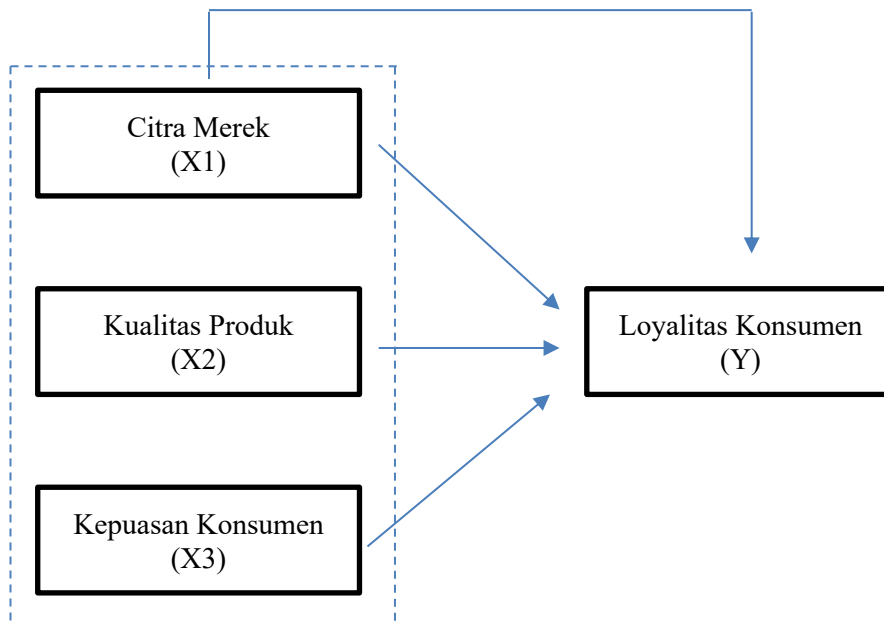 Citra Merek
(X1)
Kualitas Produk
(X2)
Loyalitas Konsumen
(Y)
Kepuasan Konsumen
(X3)